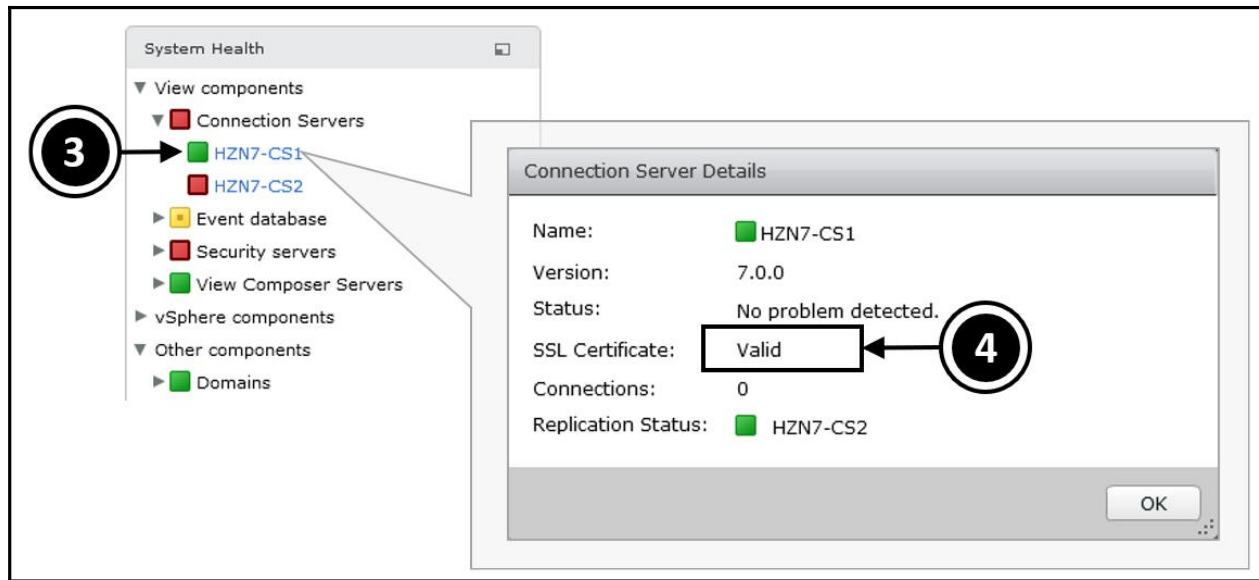 System Health
View components
Connection Servers
3
HZN7-CS1
HZN7-CS2
Event database
Security servers
View Composer Servers
vSphere components
Other components
Domains
Connection Server Details
Name: HZN7-CS1
Version: 7.0.0
Status: No problem detected.
SSL Certificate: Valid
4
Connections: 0
Replication Status: HZN7-CS2
OK